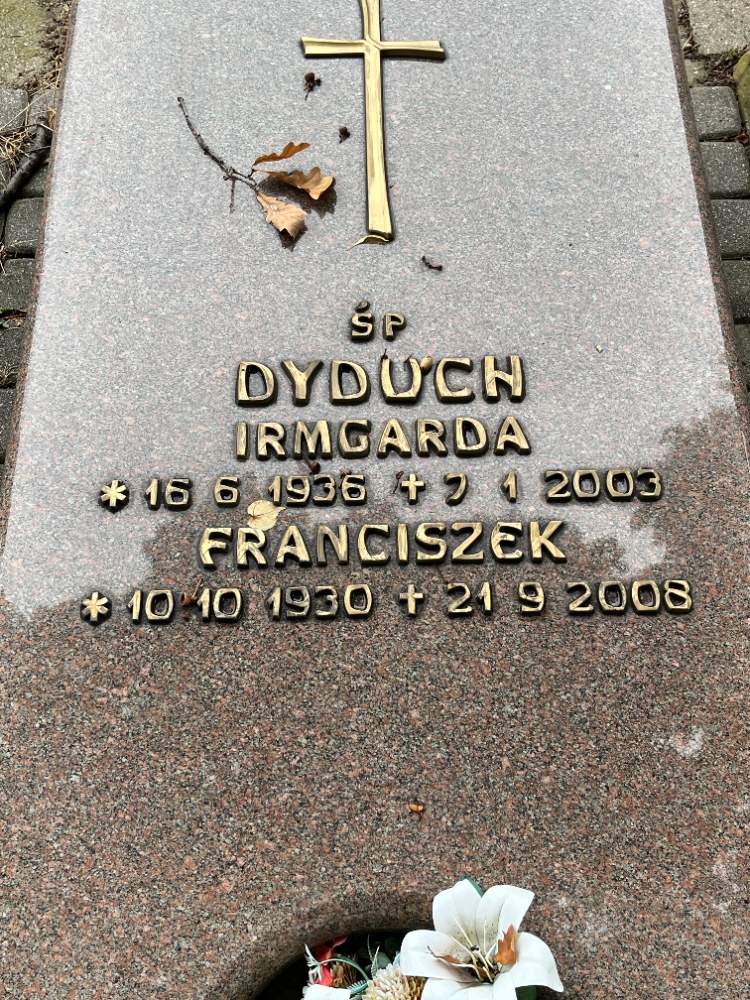 ŚP
DYDUCH
IRMGARDA
* 16 6 1936 † 7 1 2003
FRANCISZEK
* 10 10 1930 † 21 9 2008